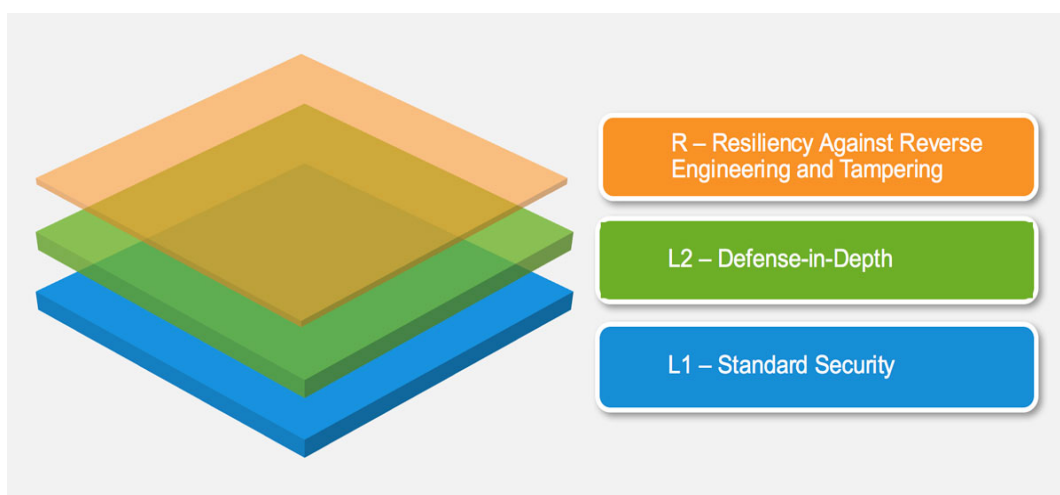 R – Resiliency Against Reverse
Engineering and Tampering
L2 – Defense-in-Depth
L1 – Standard Security